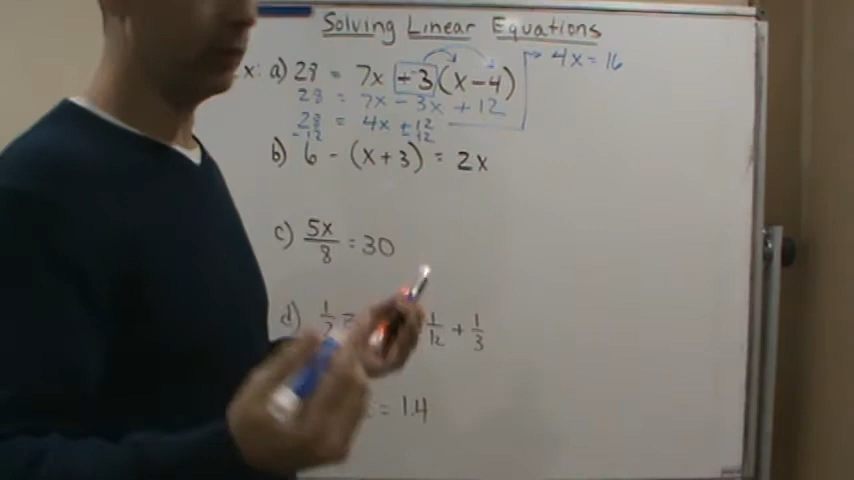 Solving Linear Equations
x: a) 28 = 7x +3(x-4) → 4x = 16
28 = 7x - 3x + 12
28 = 4x + 12
-12 -12
b) 6 - (x+3) = 2x
c) 5x/8 = 30
d) 1/2 1/12 + 1/3
= 1.4